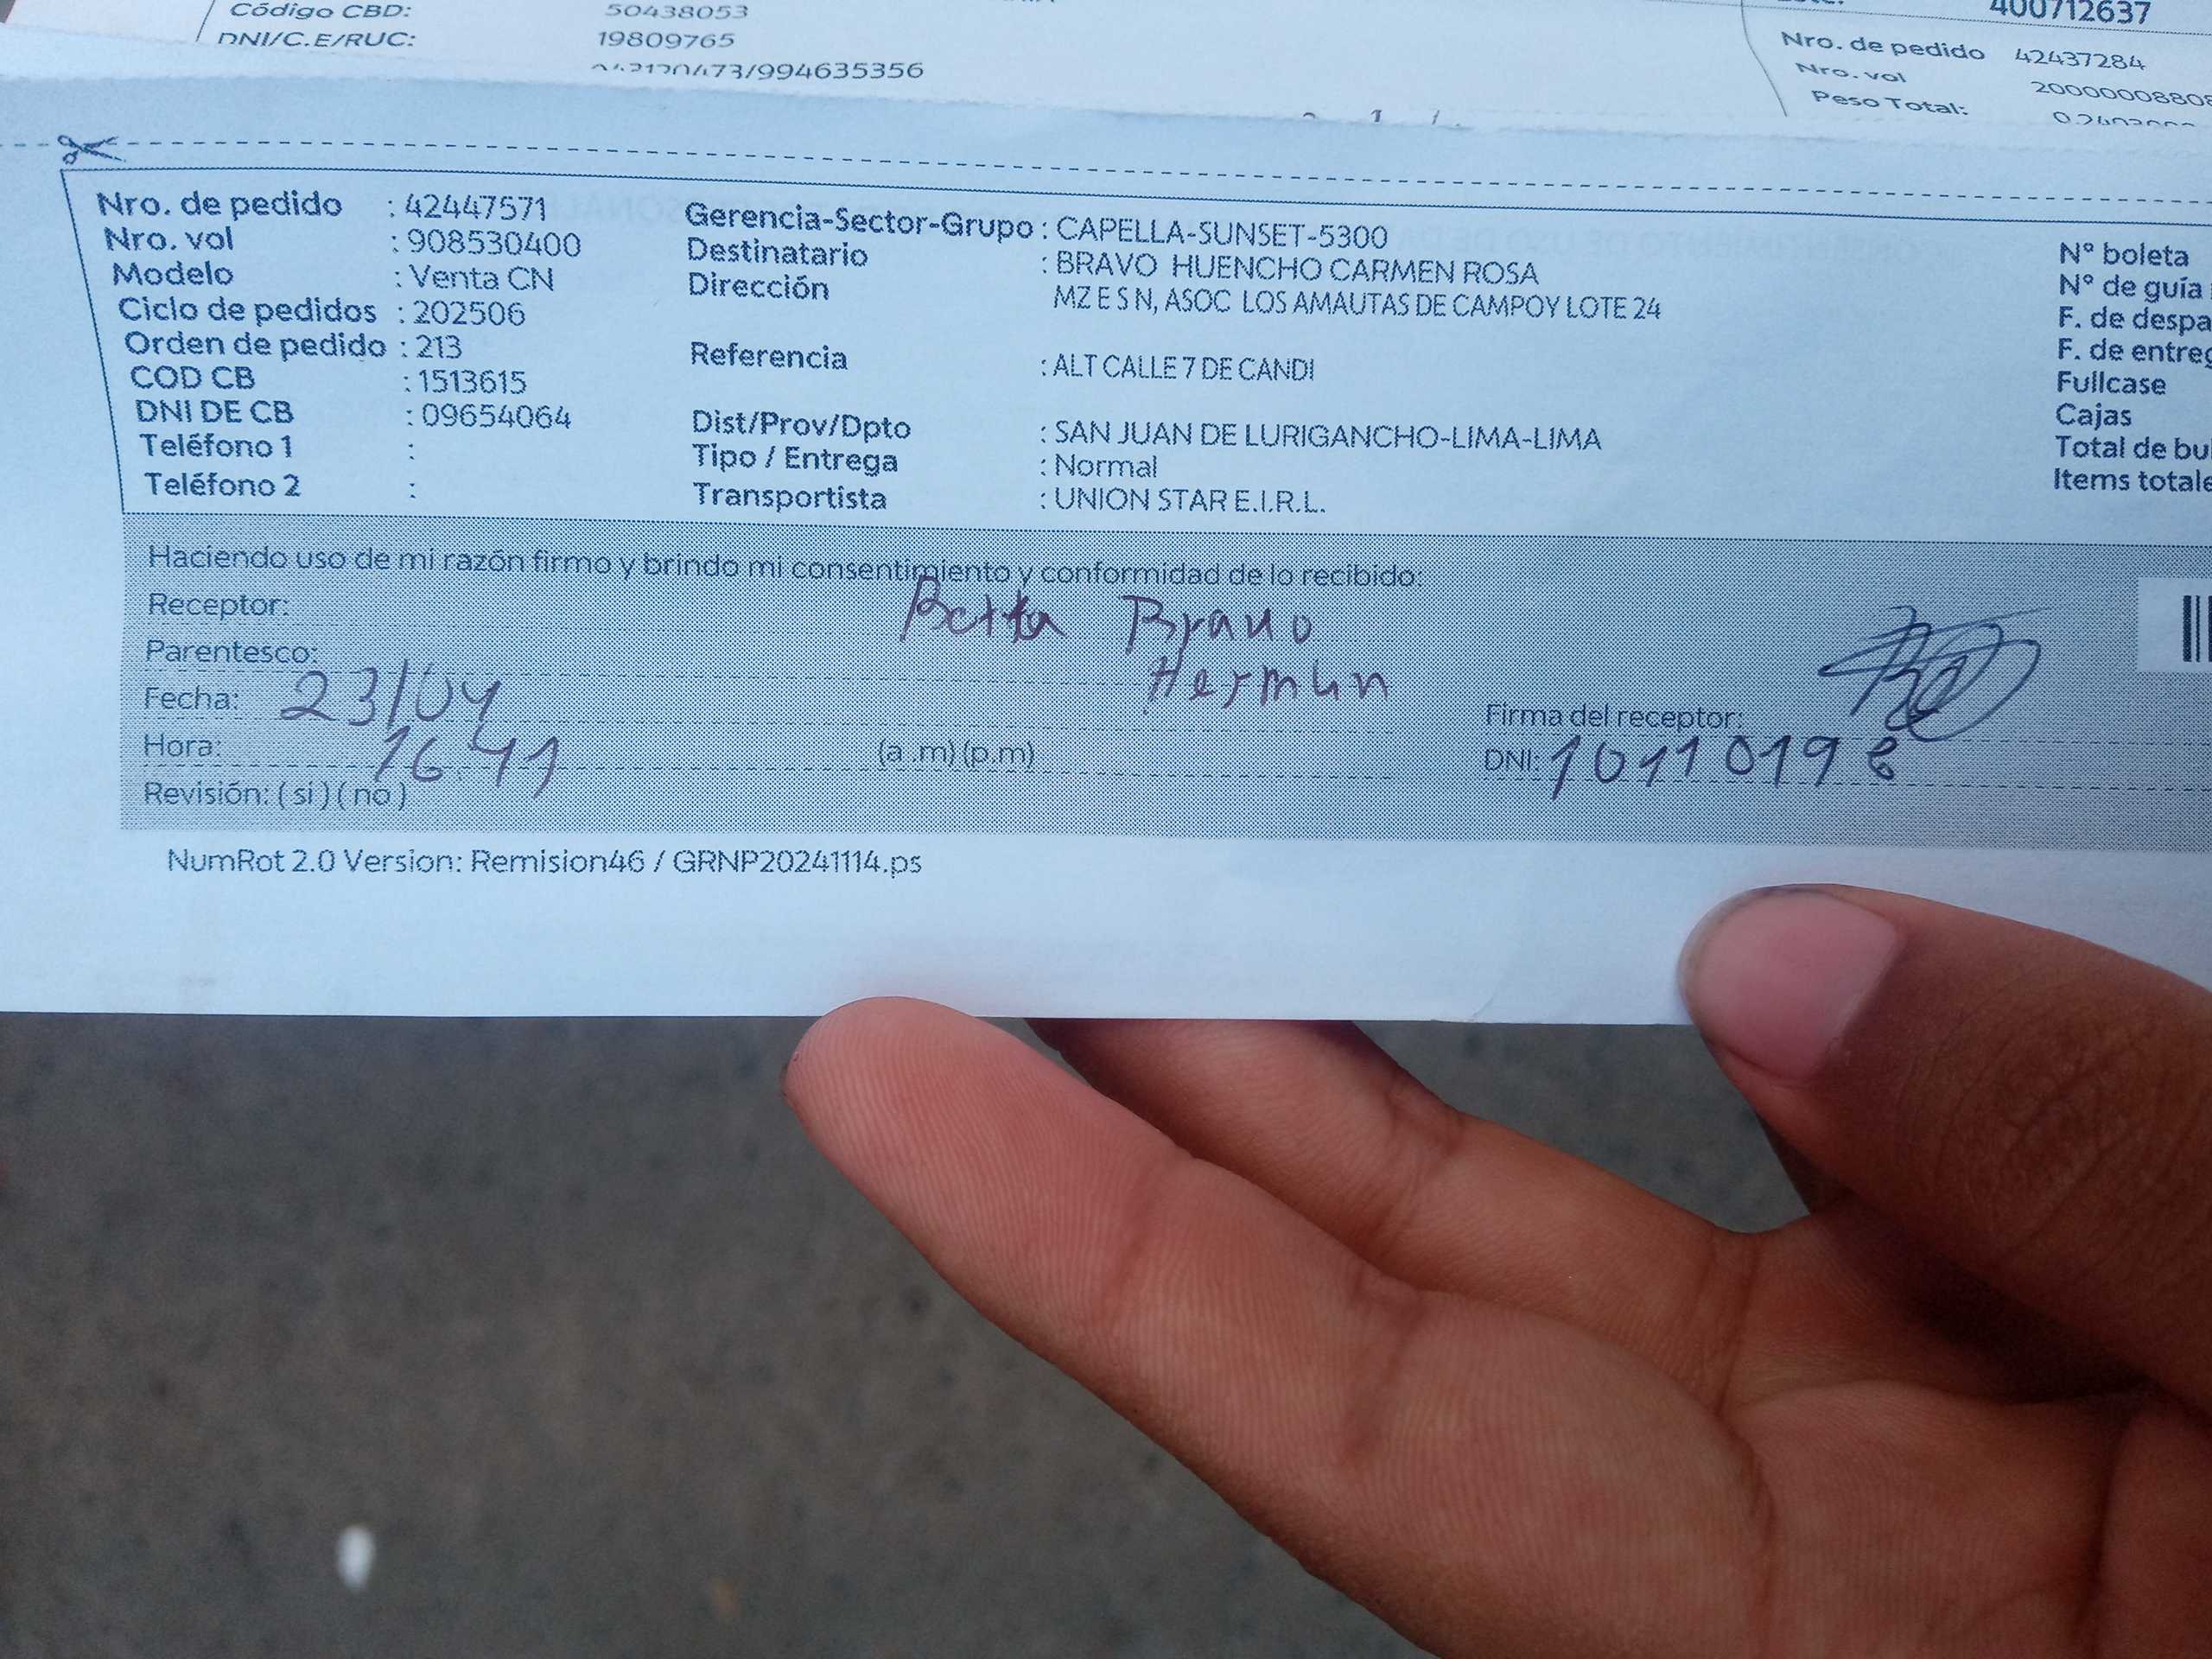 Código CBD: 50438053
DNI/C.E/RUC: 19809765
/994635356
400712637
Nro. de pedido 42437284
Nro. vol
Peso Total:
Nro. de pedido : 42447571
Nro. vol : 908530400
Modelo : Venta CN
Ciclo de pedidos : 202506
Orden de pedido : 213
COD CB : 1513615
DNI DE CB : 09654064
Teléfono 1 :
Teléfono 2 :
Gerencia-Sector-Grupo : CAPELLA-SUNSET-5300
Destinatario : BRAVO HUENCHO CARMEN ROSA
Dirección MZ E S N, ASOC LOS AMAUTAS DE CAMPOY LOTE 24
Referencia : ALT CALLE 7 DE CANDI
Dist/Prov/Dpto : SAN JUAN DE LURIGANCHO-LIMA-LIMA
Tipo / Entrega : Normal
Transportista : UNION STAR E.I.R.L.
N° boleta
N° de guía
F. de despa
F. de entreg
Fullcase
Cajas
Total de bul
Items totale
Haciendo uso de mi razón firmo y brindo mi consentimiento y conformidad de lo recibido:
Receptor: Bravo
Parentesco:
Fecha: 23/04
Hora: 16.41 (a .m) (p.m)
Revisión: ( si ) ( no )
Firma del receptor:
DNI: 10110198
NumRot 2.0 Version: Remision46 / GRNP20241114.ps